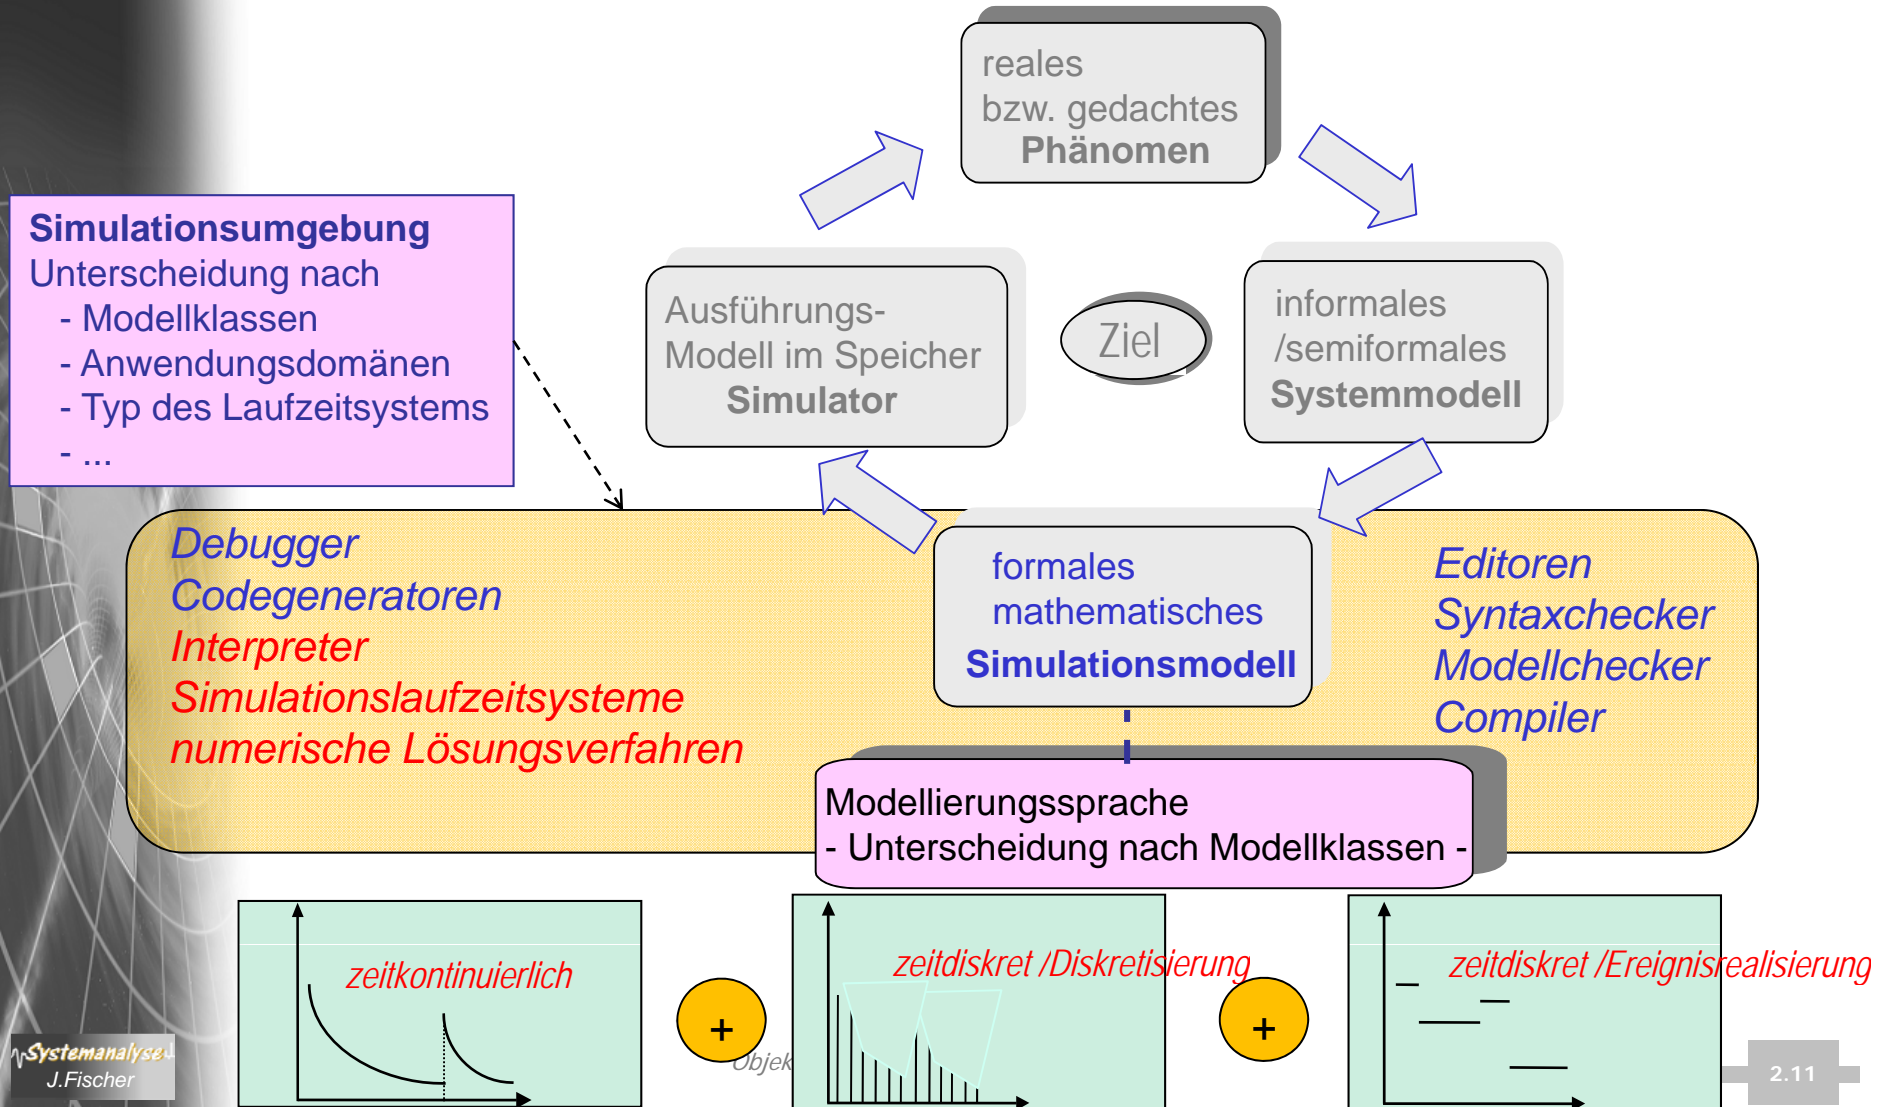 reales
bzw. gedachtes
Phänomen
Simulationsumgebung
Unterscheidung nach
- Modellklassen
- Anwendungsdomänen
- Typ des Laufzeitsystems
- ...
Ausführungs-
Modell im Speicher
Simulator
Ziel
informales
/semiformales
Systemmodell
Debugger
Codegeneratoren
Interpreter
Simulationslaufzeitsysteme
numerische Lösungsverfahren
formales
mathematisches
Simulationsmodell
Editoren
Syntaxchecker
Modellchecker
Compiler
Modellierungssprache
- Unterscheidung nach Modellklassen -
zeitkontinuierlich
+
zeitdiskret /Diskretisierung
+
zeitdiskret /Ereignisrealisierung
Systemanalyse
J.Fischer
Objek
2.11